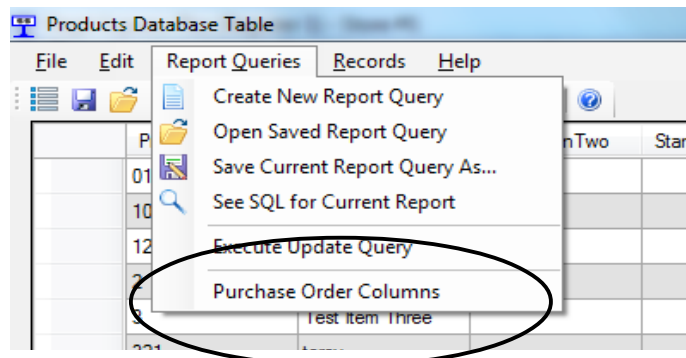 Products Database Table
File Edit Report Queries Records Help
Create New Report Query
Open Saved Report Query
Save Current Report Query As...
See SQL for Current Report
Execute Update Query
Purchase Order Columns
P nTwo Star
01
10
12
2
3 Test Item Three